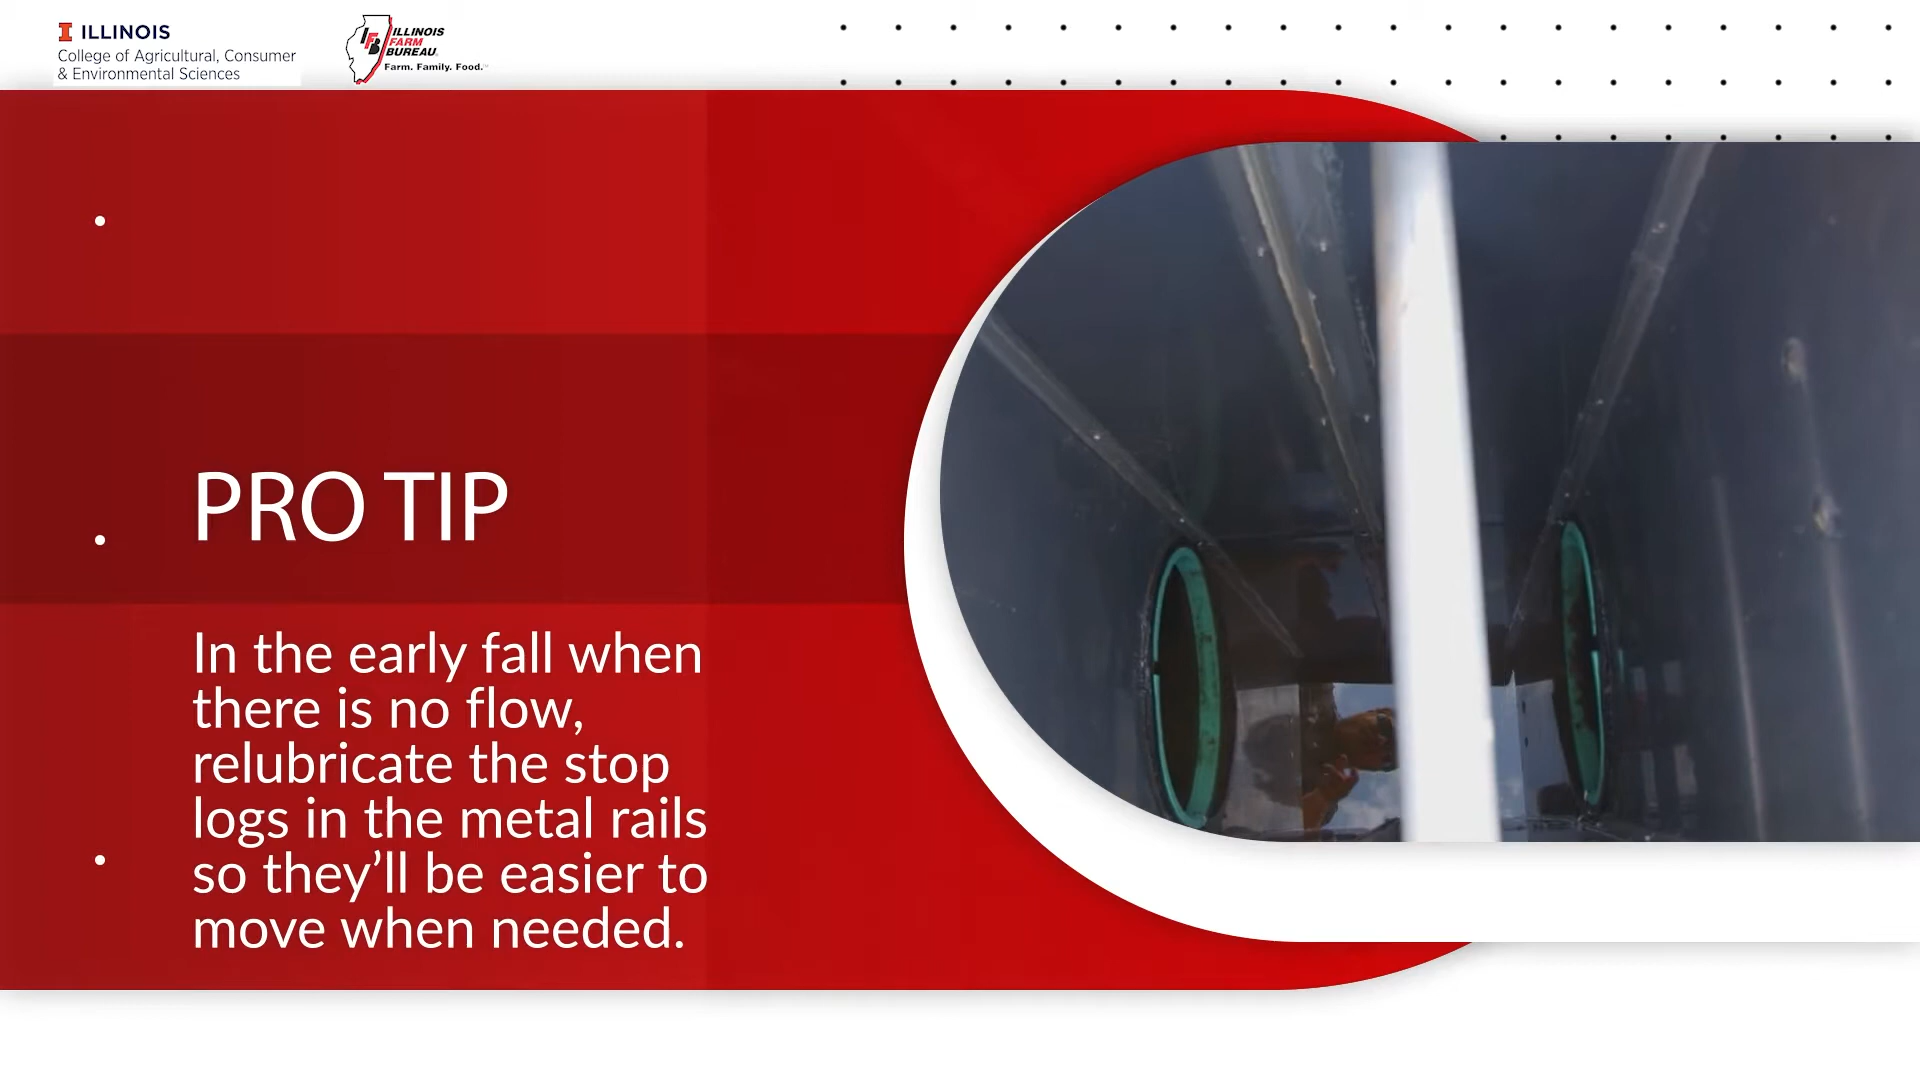 ILLINOIS
College of Agricultural, Consumer
& Environmental Sciences
IFB
ILLINOIS
FARM
BUREAU
Farm. Family. Food.
PRO TIP
In the early fall when
there is no flow,
relubricate the stop
logs in the metal rails
so they’ll be easier to
move when needed.